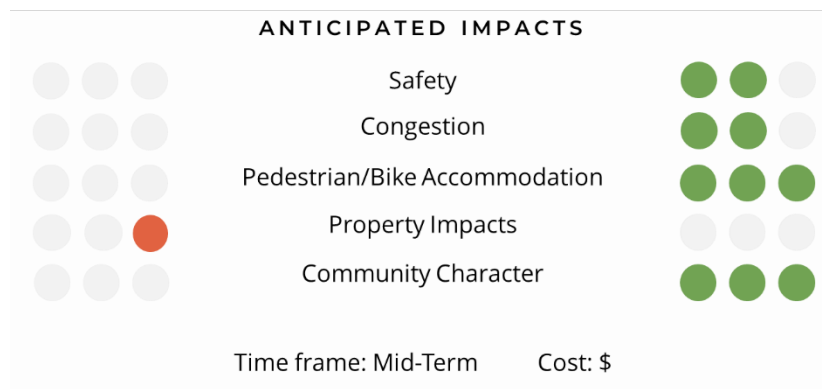 ANTICIPATED IMPACTS
Safety
Congestion
Pedestrian/Bike Accommodation
Property Impacts
Community Character
Time frame: Mid-Term Cost: $